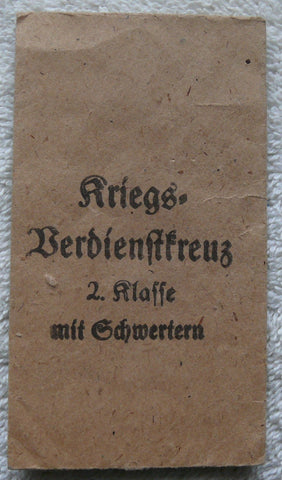 Kriegs-
Verdienstkreuz
2. Klasse
mit Schwertern